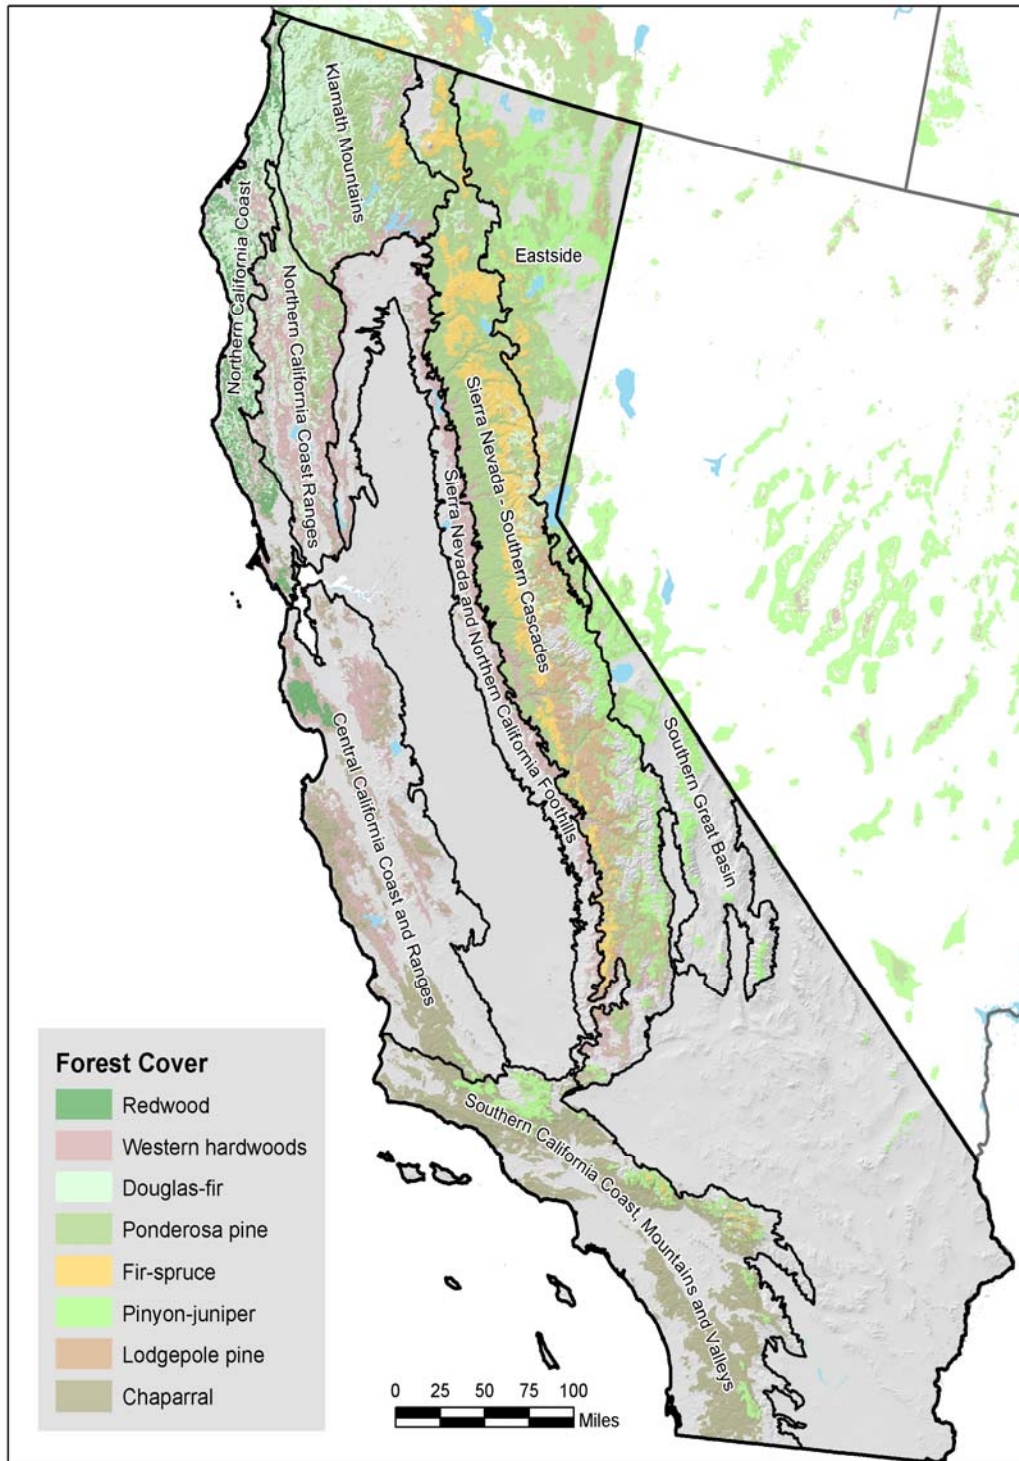 Klamath Mountains
Eastside
Northern California Coast
Northern California Coast Ranges
Sierra Nevada - Southern Cascades
Sierra Nevada and Northern California Foothills
Southern Great Basin
Central California Coast and Ranges
Southern California Coast, Mountains and Valleys
Forest Cover
Redwood
Western hardwoods
Douglas-fir
Ponderosa pine
Fir-spruce
Pinyon-juniper
Lodgepole pine
Chaparral
0 25 50 75 100
Miles